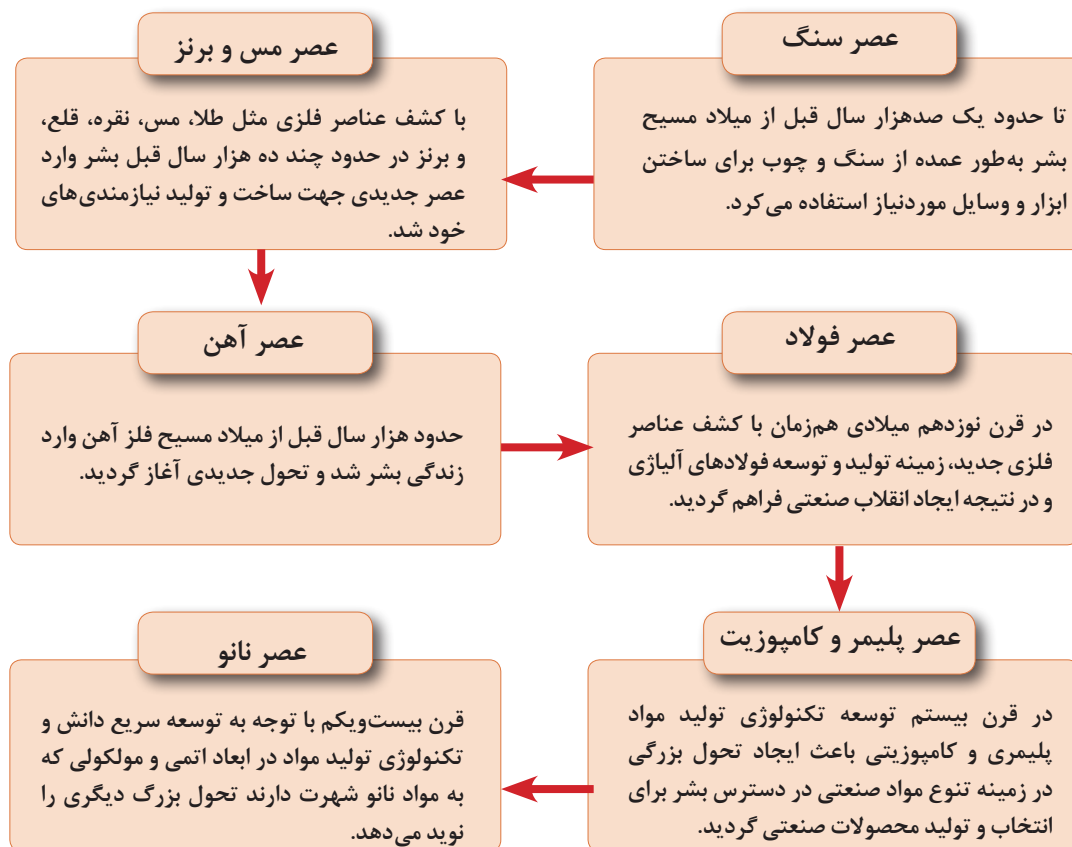 عصر سنگ
تا حدود یک صدهزار سال قبل از میلاد مسیح
بشر به‌طور عمده از سنگ و چوب برای ساختن
ابزار و وسایل موردنیاز استفاده می‌کرد.
عصر مس و برنز
با کشف عناصر فلزی مثل طلا، مس، نقره، قلع،
و برنز در حدود چند ده هزار سال قبل بشر وارد
عصر جدیدی جهت ساخت و تولید نیازمندی‌های
خود شد.
عصر آهن
حدود هزار سال قبل از میلاد مسیح فلز آهن وارد
زندگی بشر شد و تحول جدیدی آغاز گردید.
عصر فولاد
در قرن نوزدهم میلادی هم‌زمان با کشف عناصر
فلزی جدید، زمینه تولید و توسعه فولادهای آلیاژی
و در نتیجه ایجاد انقلاب صنعتی فراهم گردید.
عصر پلیمر و کامپوزیت
در قرن بیستم توسعه تکنولوژی تولید مواد
پلیمری و کامپوزیتی باعث ایجاد تحول بزرگی
در زمینه تنوع مواد صنعتی در دسترس بشر برای
انتخاب و تولید محصولات صنعتی گردید.
عصر نانو
قرن بیست‌ویکم با توجه به توسعه سریع دانش و
تکنولوژی تولید مواد در ابعاد اتمی و مولکولی که
به مواد نانو شهرت دارند تحول بزرگ دیگری را
نوید می‌دهد.